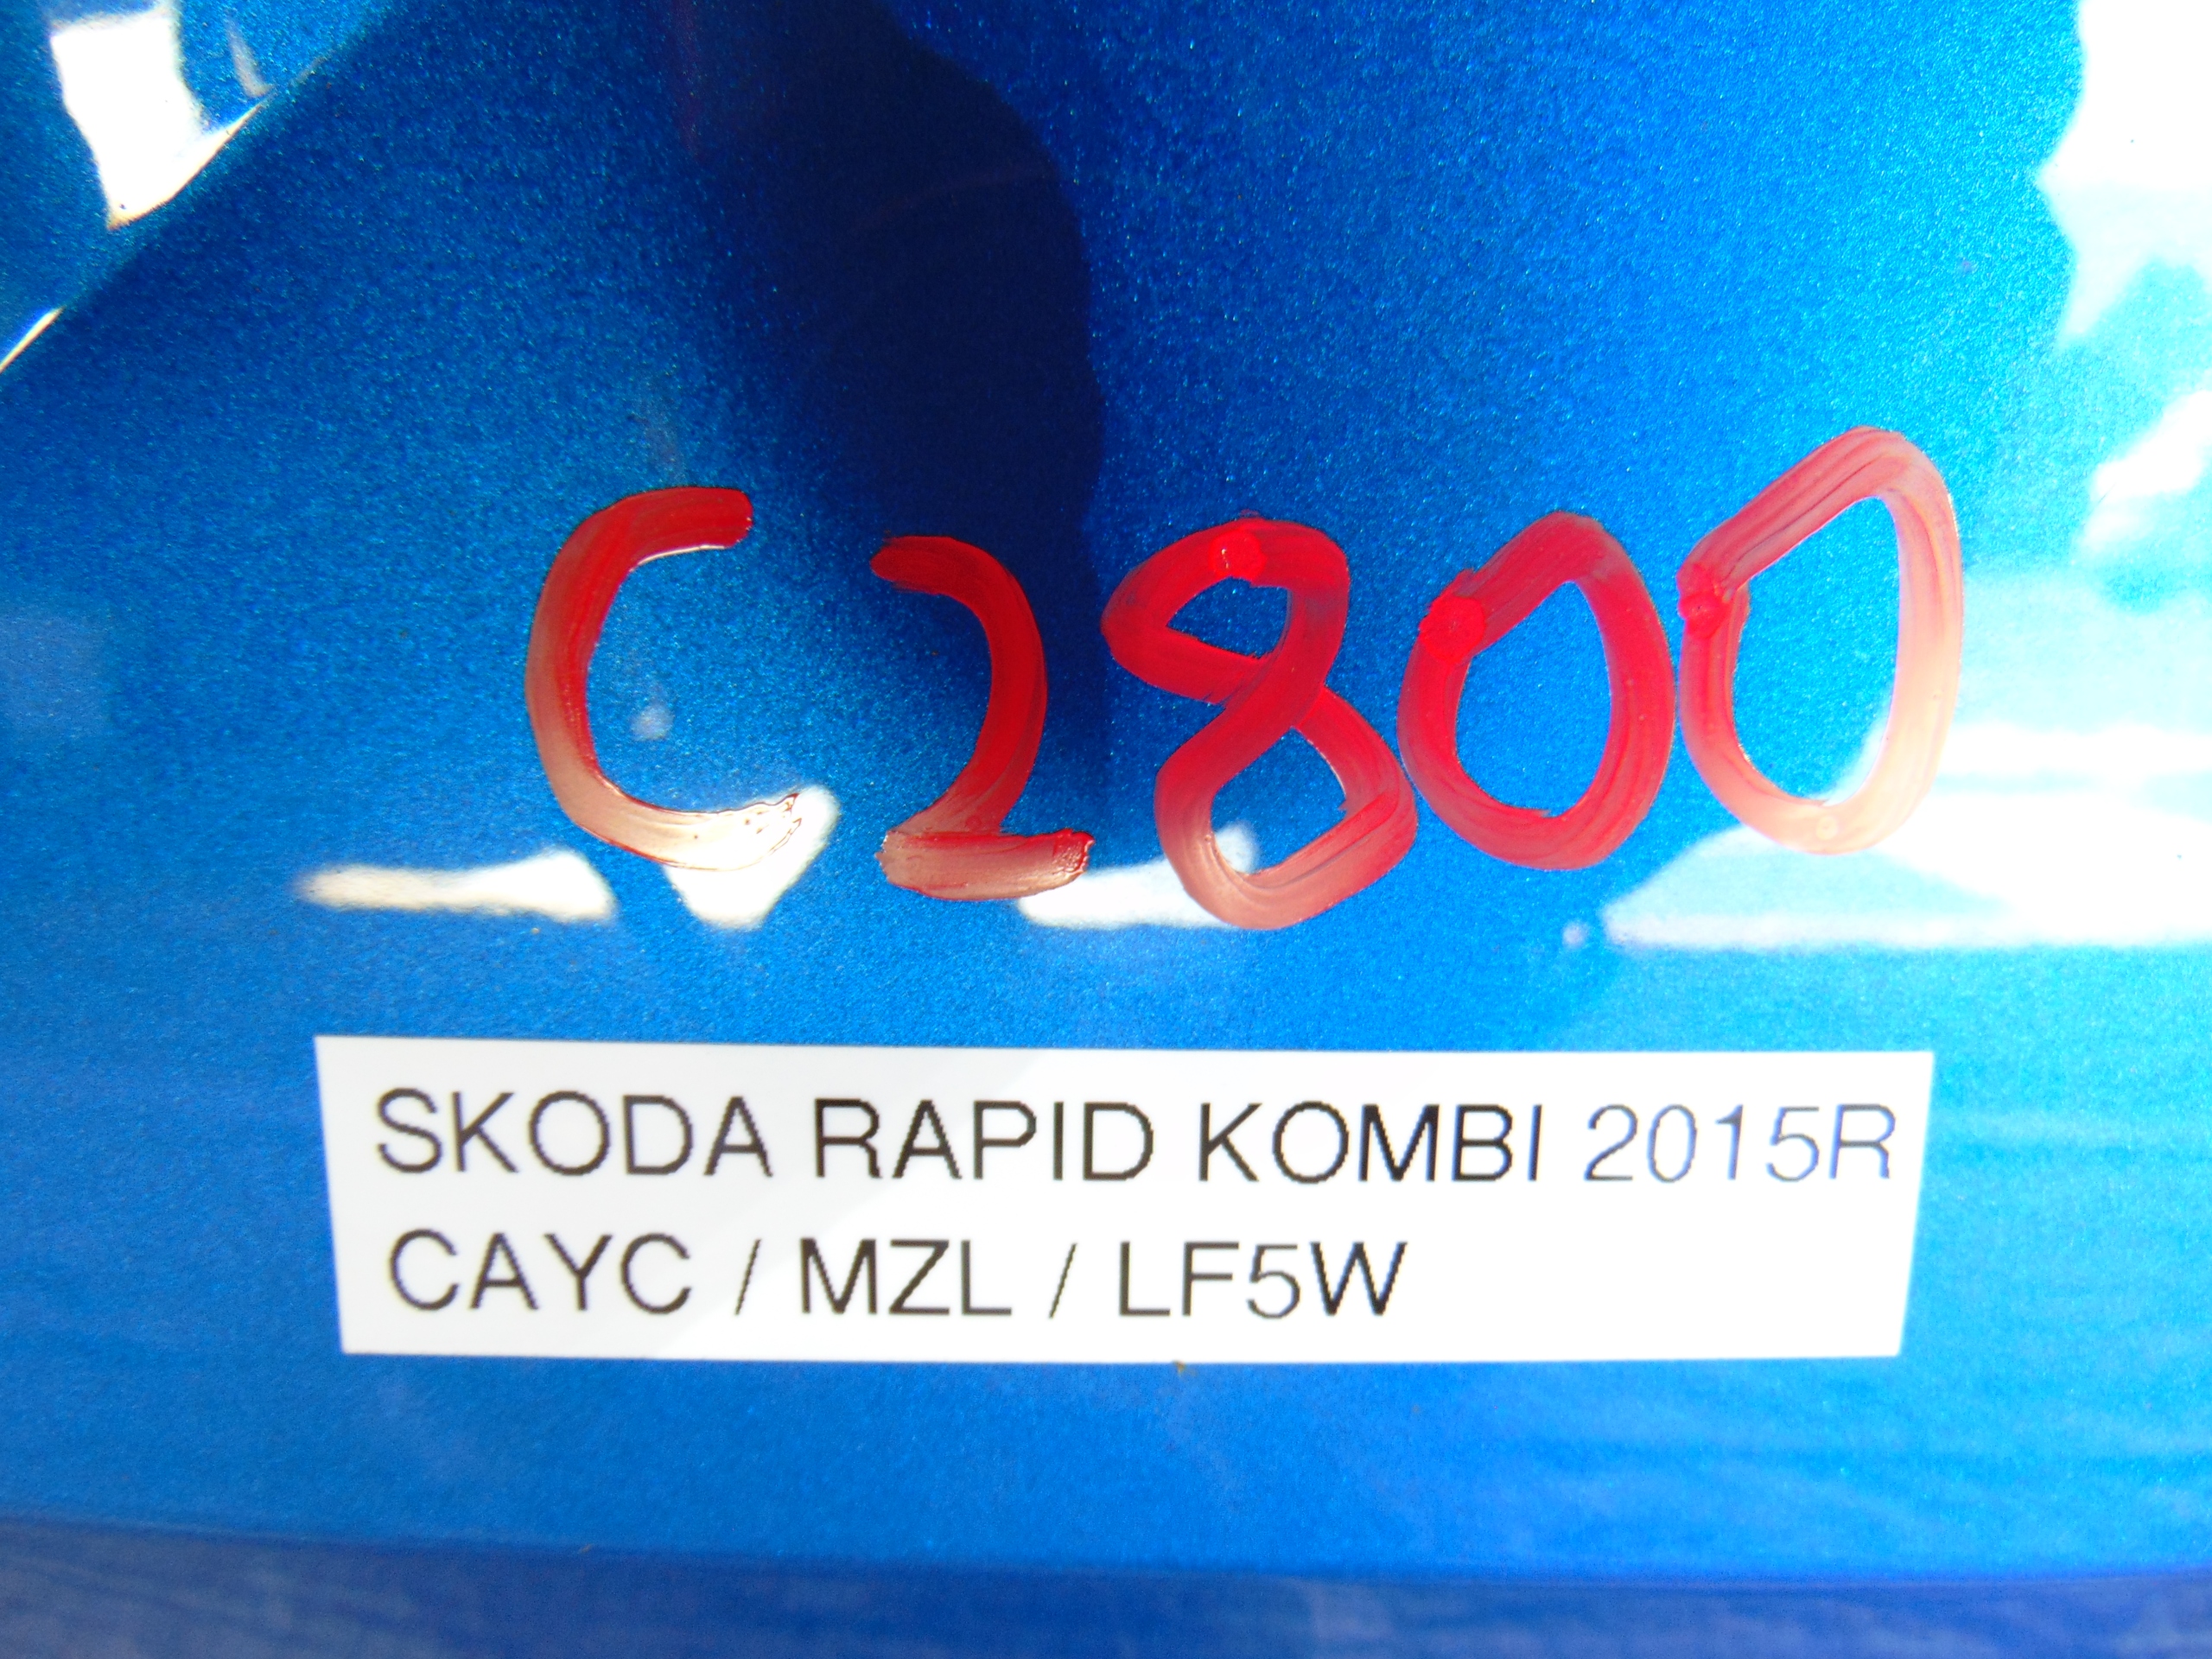 C2800
SKODA RAPID KOMBI 2015R
CAYC / MZL / LF5W